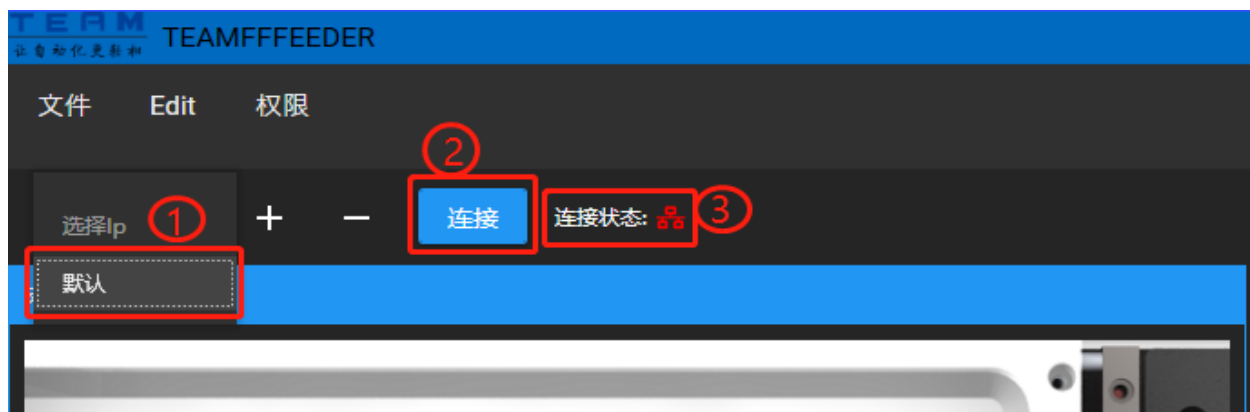 TEAM
让自动化更轻松
TEAMFFFEEDER
文件 Edit 权限
②
选择Ip ① + − 连接 连接状态: ③
默认